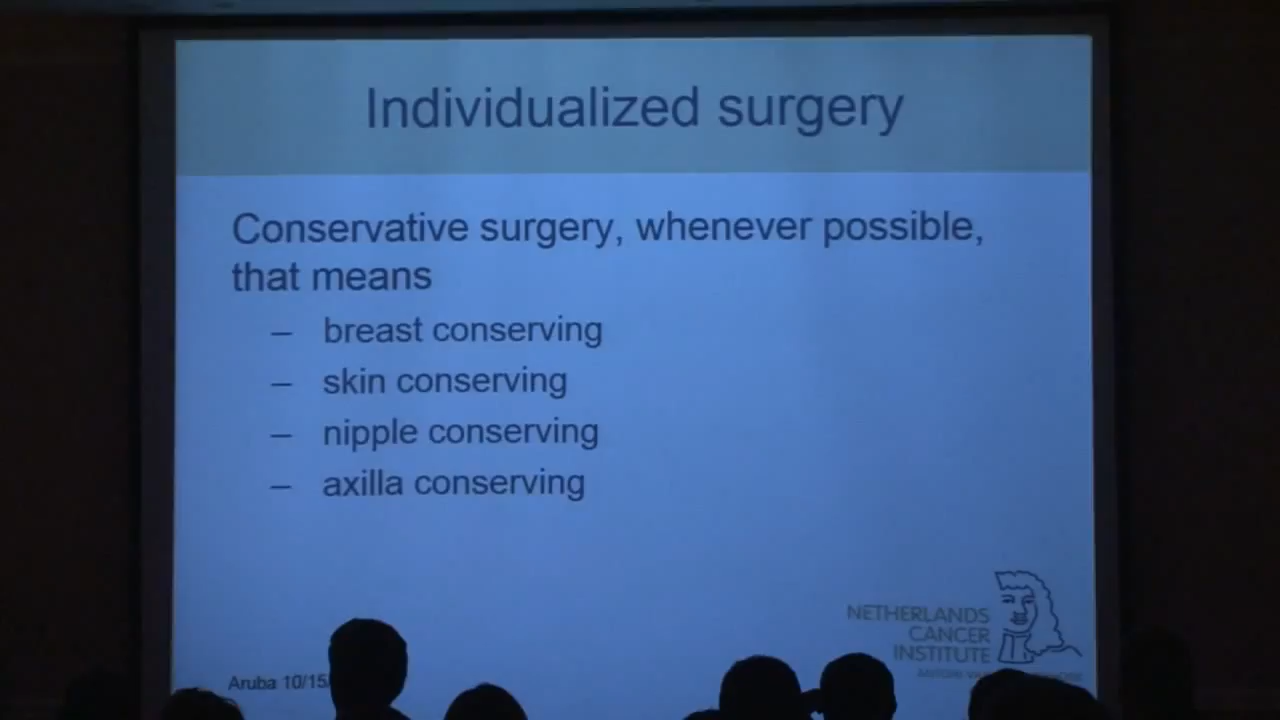 Individualized surgery
Conservative surgery, whenever possible,
that means
– breast conserving
– skin conserving
– nipple conserving
– axilla conserving
NETHERLANDS
CANCER
INSTITUTE
Aruba 10/15/